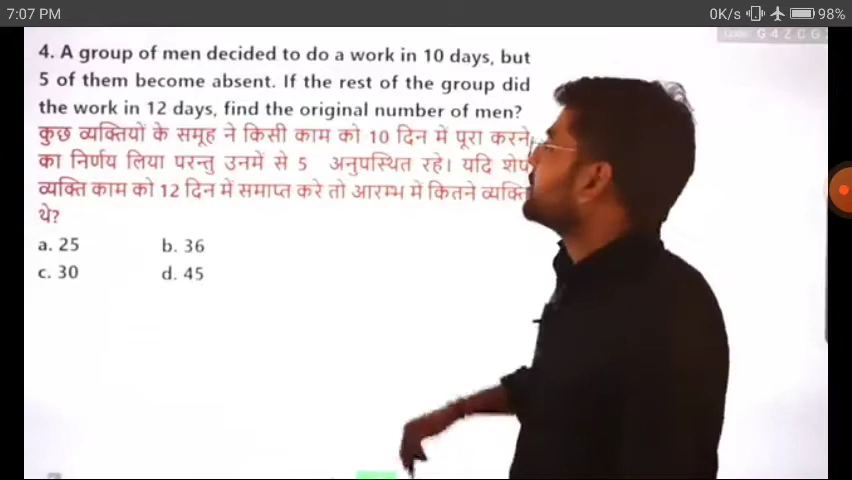 7:07 PM
0K/s 98%
Code: G4ZCG
4. A group of men decided to do a work in 10 days, but
5 of them become absent. If the rest of the group did
the work in 12 days, find the original number of men?
कुछ व्यक्तियों के समूह ने किसी काम को 10 दिन में पूरा करने
का निर्णय लिया परन्तु उनमें से 5 अनुपस्थित रहे। यदि शेष
व्यक्ति काम को 12 दिन में समाप्त करे तो आरम्भ में कितने व्यक्ति
थे?
a. 25 b. 36
c. 30 d. 45